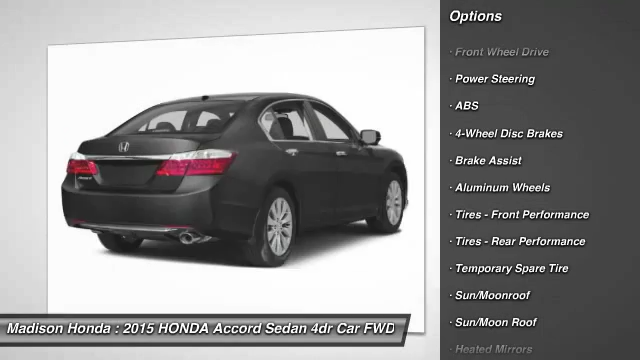 Options
· Front Wheel Drive
· Power Steering
· ABS
· 4-Wheel Disc Brakes
· Brake Assist
· Aluminum Wheels
· Tires - Front Performance
· Tires - Rear Performance
· Temporary Spare Tire
· Sun/Moonroof
· Sun/Moon Roof
· Heated Mirrors
Madison Honda : 2015 HONDA Accord Sedan 4dr Car FWD